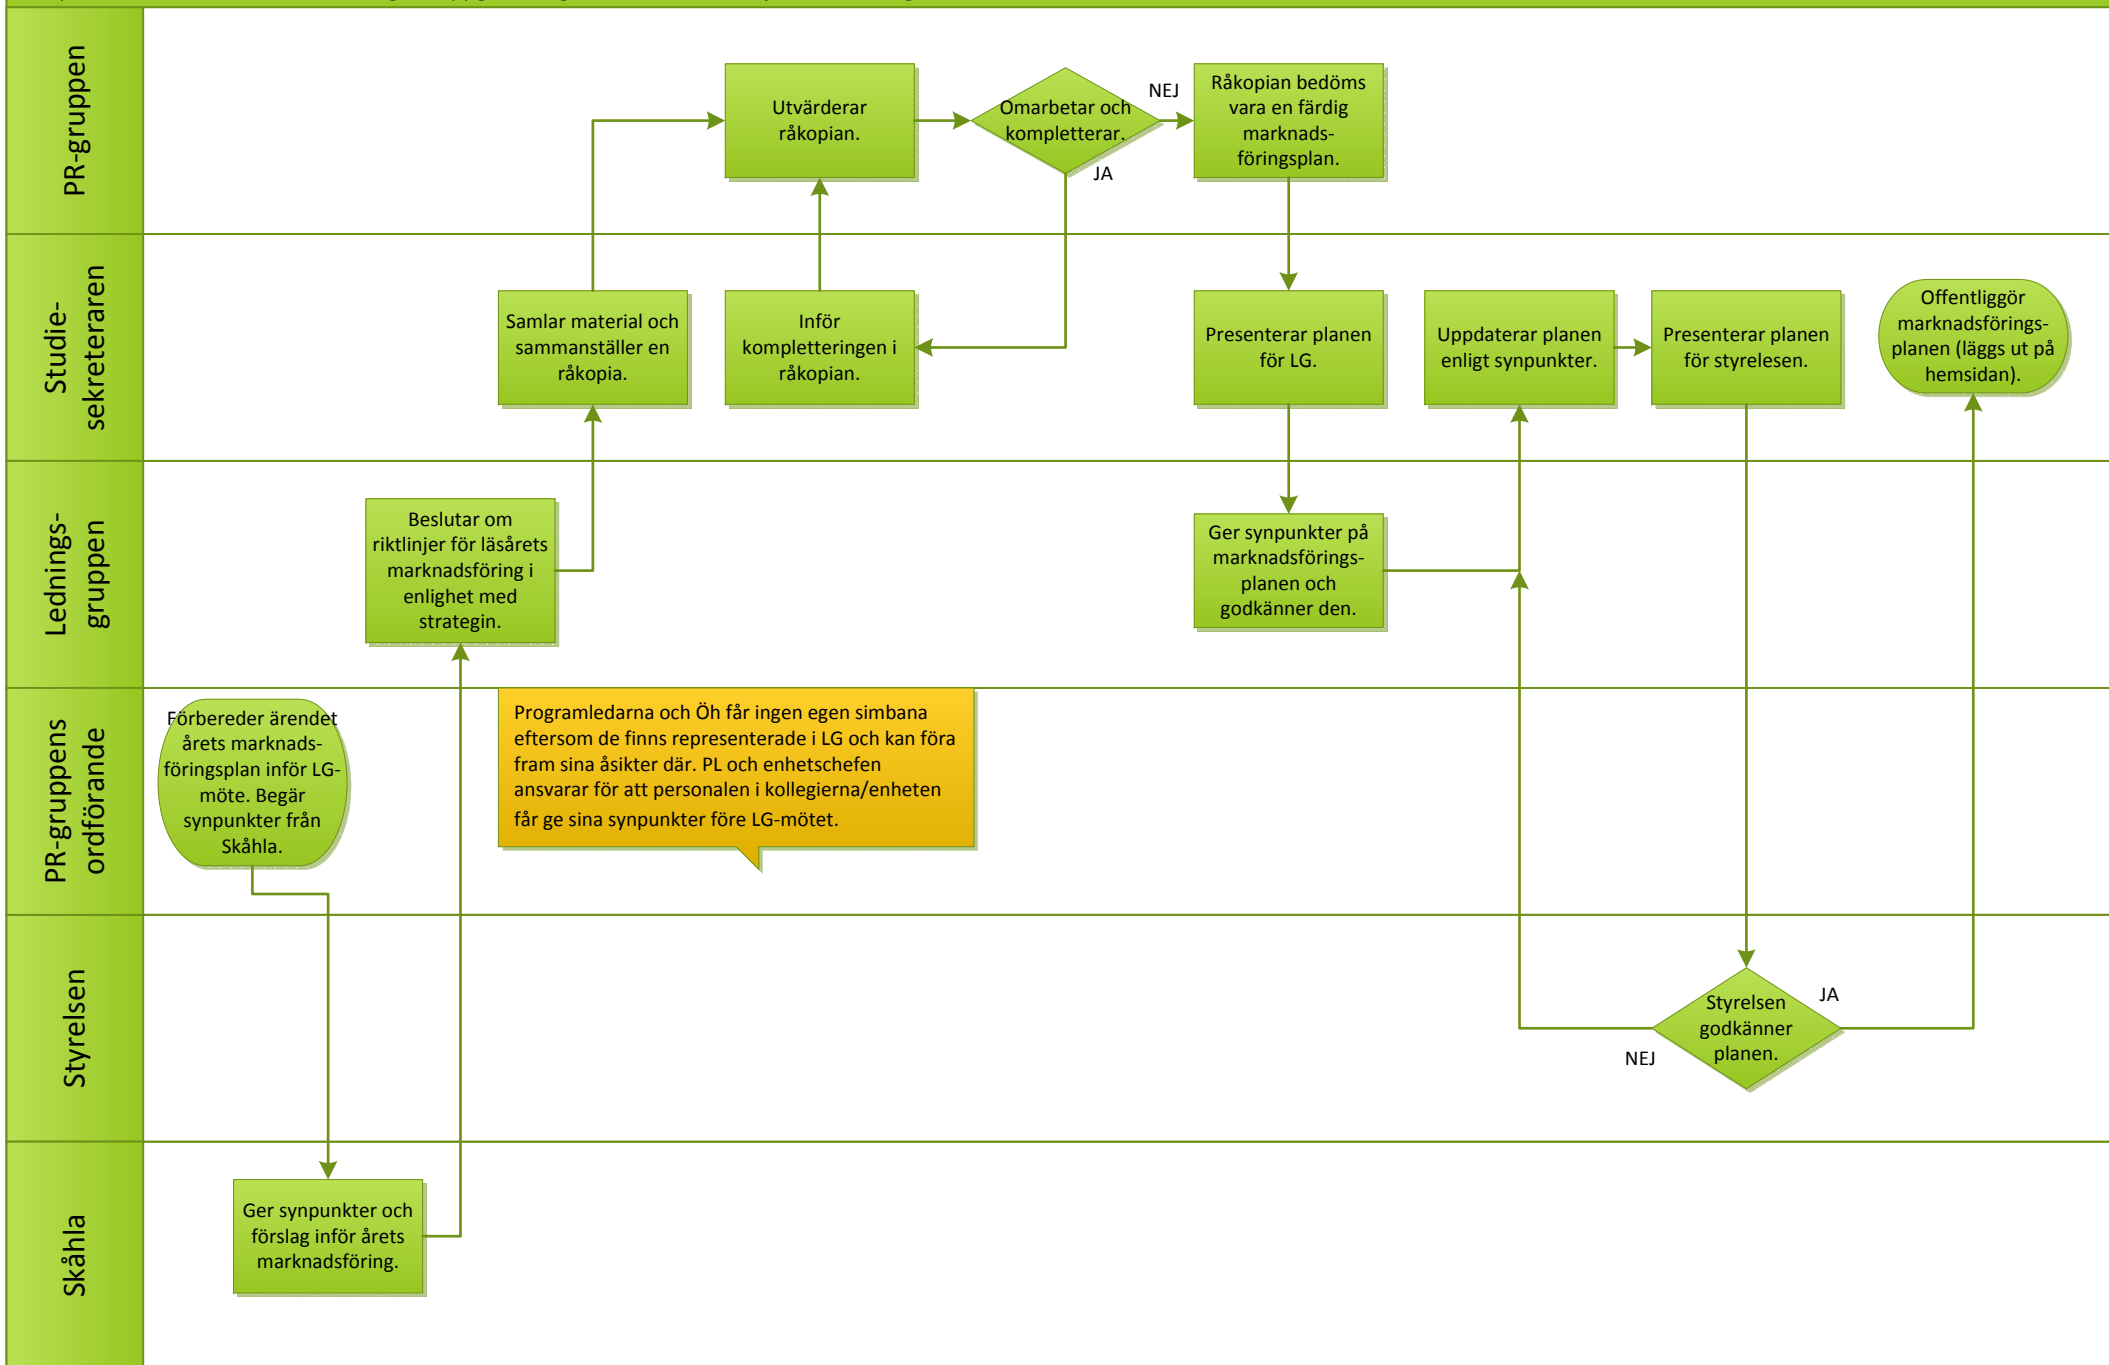 PR-gruppen
Utvärderar
råkopian.
Omarbetar och
kompletterar.
NEJ
JA
Råkopian bedöms
vara en färdig
marknads-
föringsplan.
Studie-
sekreteraren
Samlar material och
sammanställer en
råkopia.
Inför
kompletteringen i
råkopian.
Presenterar planen
för LG.
Uppdaterar planen
enligt synpunkter.
Presenterar planen
för styrelesen.
Offentliggör
marknadsförings-
planen (läggs ut på
hemsidan).
Lednings-
gruppen
Beslutar om
riktlinjer för läsårets
marknadsföring i
enlighet med
strategin.
Ger synpunkter på
marknadsförings-
planen och
godkänner den.
PR-gruppens
ordförande
Förbereder ärendet
årets marknads-
föringsplan inför LG-
möte. Begär
synpunkter från
Skåhla.
Programledarna och Öh får ingen egen simbana
eftersom de finns representerade i LG och kan föra
fram sina åsikter där. PL och enhetschefen
ansvarar för att personalen i kollegierna/enheten
får ge sina synpunkter före LG-mötet.
Styrelsen
Styrelsen
godkänner
planen.
JA
NEJ
Skåhla
Ger synpunkter och
förslag inför årets
marknadsföring.